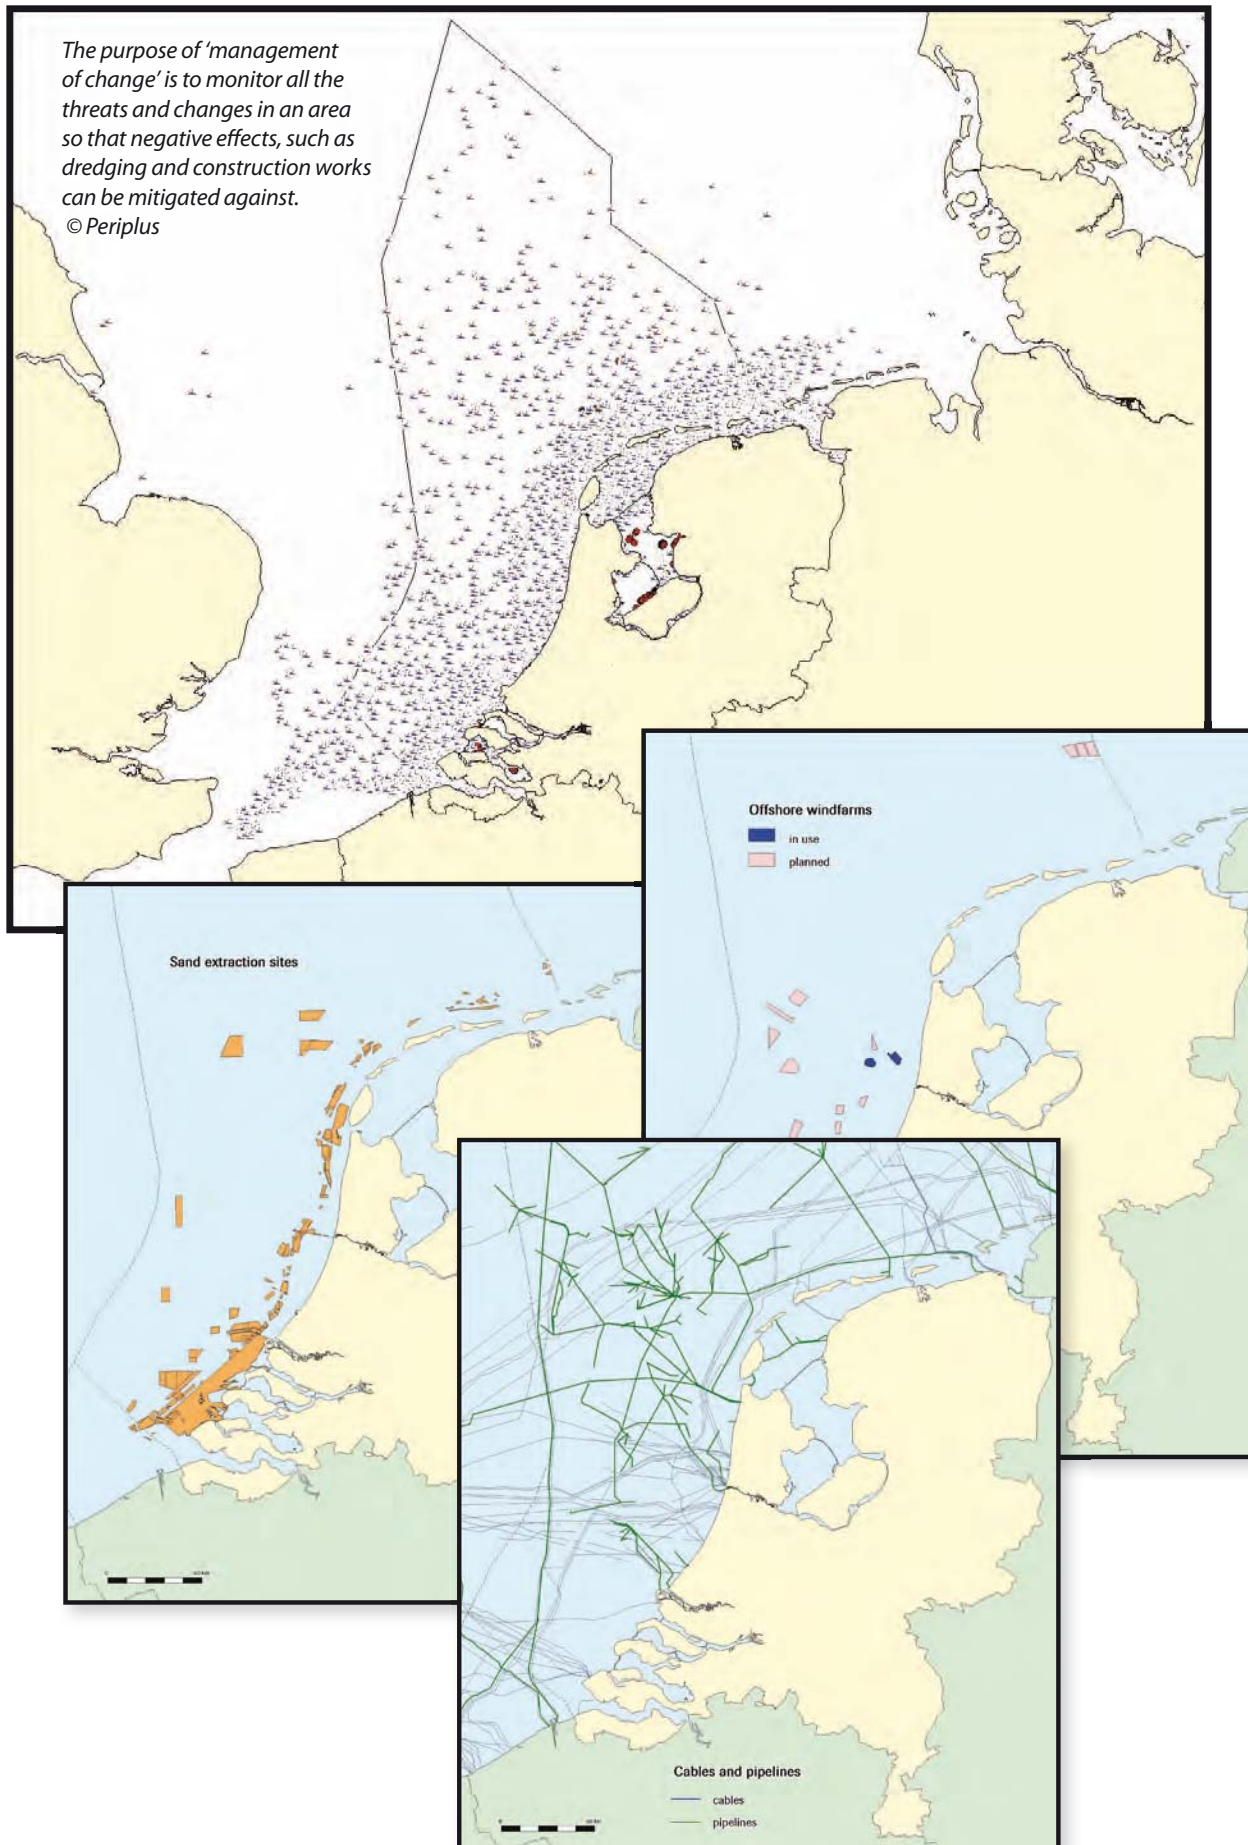 The purpose of ‘management
of change’ is to monitor all the
threats and changes in an area
so that negative effects, such as
dredging and construction works
can be mitigated against.
© Periplus
Offshore windfarms
in use
planned
Sand extraction sites
Cables and pipelines
cables
pipelines